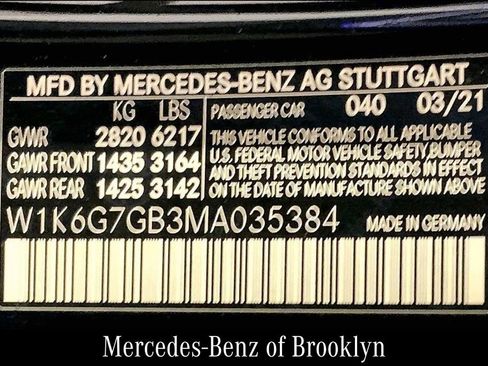 MFD BY MERCEDES-BENZ AG STUTTGART
KG LBS PASSENGER CAR 040 03/21
GVWR 2820 6217 THIS VEHICLE CONFORMS TO ALL APPLICABLE
GAWR FRONT 1435 3164 U.S. FEDERAL MOTOR VEHICLE SAFETY, BUMPER
GAWR REAR 1425 3142 AND THEFT PREVENTION STANDARDS IN EFFECT
ON THE DATE OF MANUFACTURE SHOWN ABOVE
W1K6G7GB3MA035384 MADE IN GERMANY
Mercedes-Benz of Brooklyn